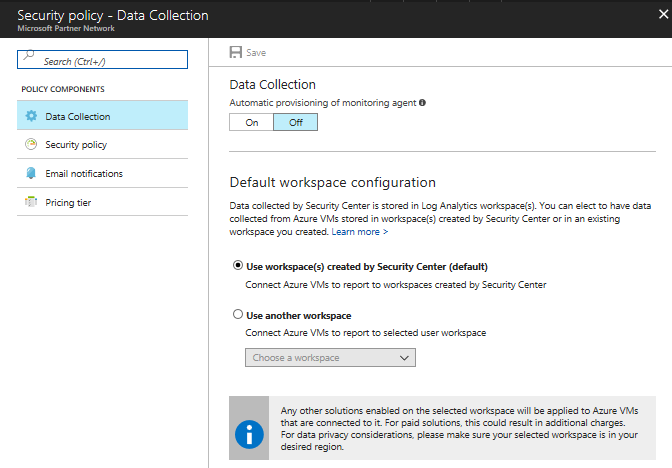 Security policy - Data Collection
Microsoft Partner Network
Search (Ctrl+/)
Save
POLICY COMPONENTS
Data Collection
Security policy
Email notifications
Pricing tier
Data Collection
Automatic provisioning of monitoring agent
On
Off
Default workspace configuration
Data collected by Security Center is stored in Log Analytics workspace(s). You can elect to have data
collected from Azure VMs stored in workspace(s) created by Security Center or in an existing
workspace you created. Learn more >
Use workspace(s) created by Security Center (default)
Connect Azure VMs to report to workspaces created by Security Center
Use another workspace
Connect Azure VMs to report to selected user workspace
Choose a workspace
Any other solutions enabled on the selected workspace will be applied to Azure VMs
that are connected to it. For paid solutions, this could result in additional charges.
For data privacy considerations, please make sure your selected workspace is in your
desired region.